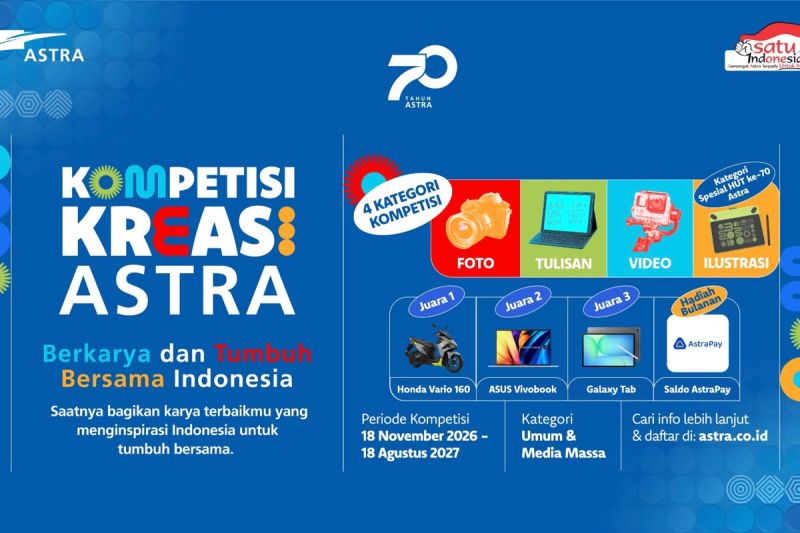 ASTRA
70
TAHUN
ASTRA
satu
Indonesia
Semangat Astra Terpadu Untuk
KOMPETISI
KREASI
ASTRA
Berkarya dan Tumbuh
Bersama Indonesia
Saatnya bagikan karya terbaikmu yang
menginspirasi Indonesia untuk
tumbuh bersama.
4 KATEGORI
KOMPETISI
Kategori
Spesial HUT ke-70
Astra
FOTO
TULISAN
VIDEO
ILUSTRASI
Juara 1
Juara 2
Juara 3
Hadiah
Bulanan
AstraPay
Honda Vario 160
ASUS Vivobook
Galaxy Tab
Saldo AstraPay
Periode Kompetisi
18 November 2026 –
18 Agustus 2027
Kategori
Umum &
Media Massa
Cari info lebih lanjut
& daftar di: astra.co.id